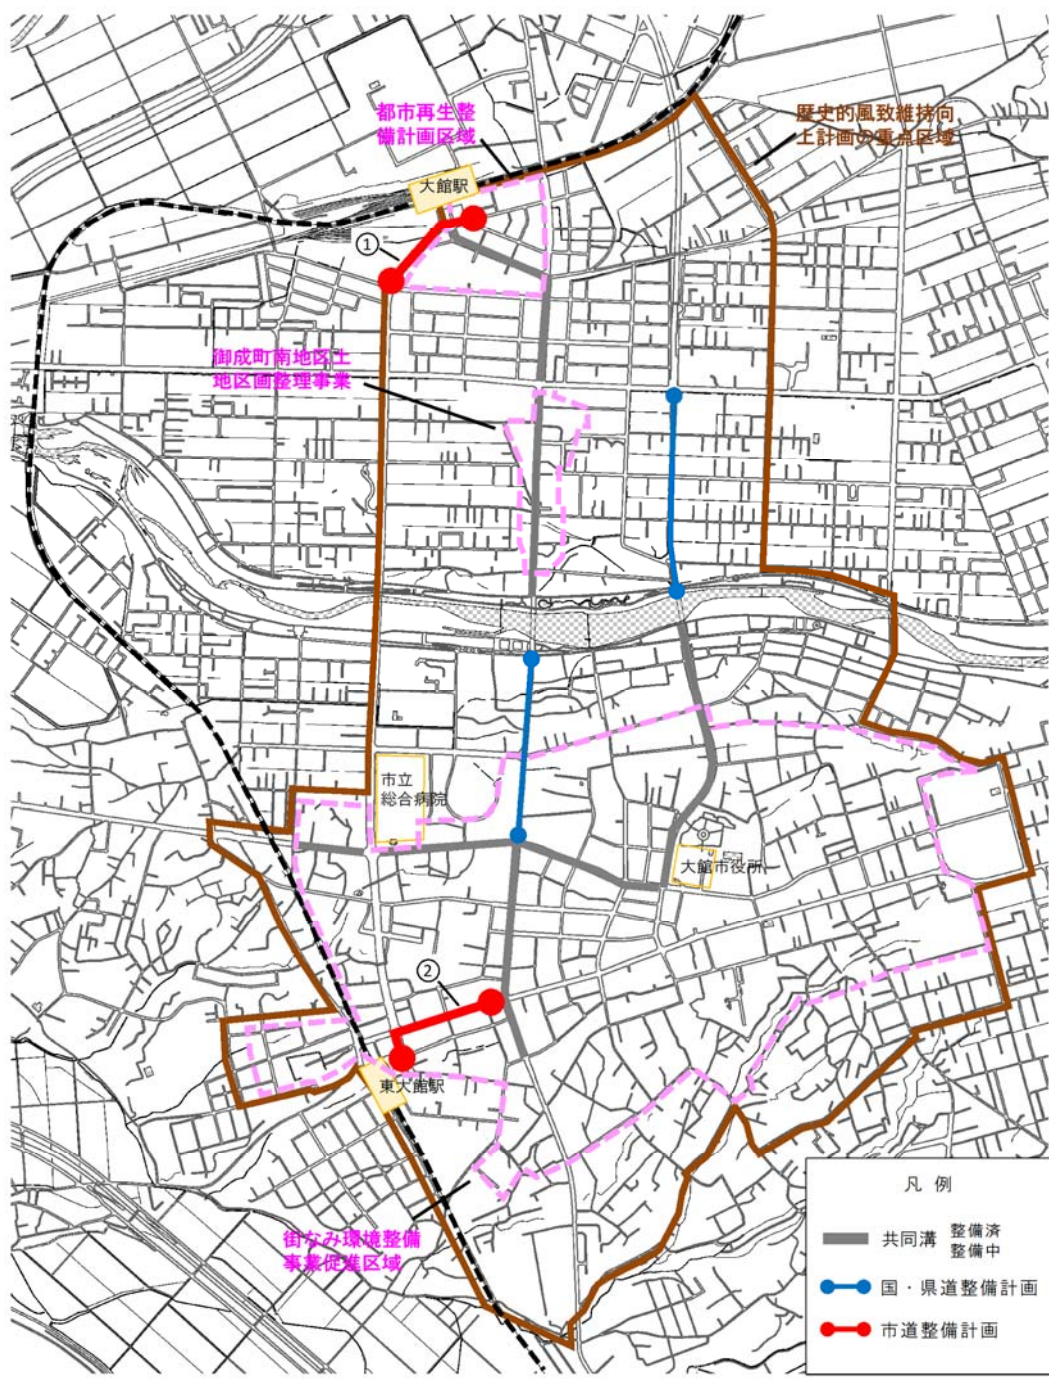 都市再生整
備計画区域
歴史的風致維持向
上計画の重点区域
大館駅
①
御成町南地区土
地区画整理事業
市立
総合病院
大館市役所
②
東大館駅
街なみ環境整備
事業促進区域
凡 例
共同溝 整備済
整備中
国・県道整備計画
市道整備計画